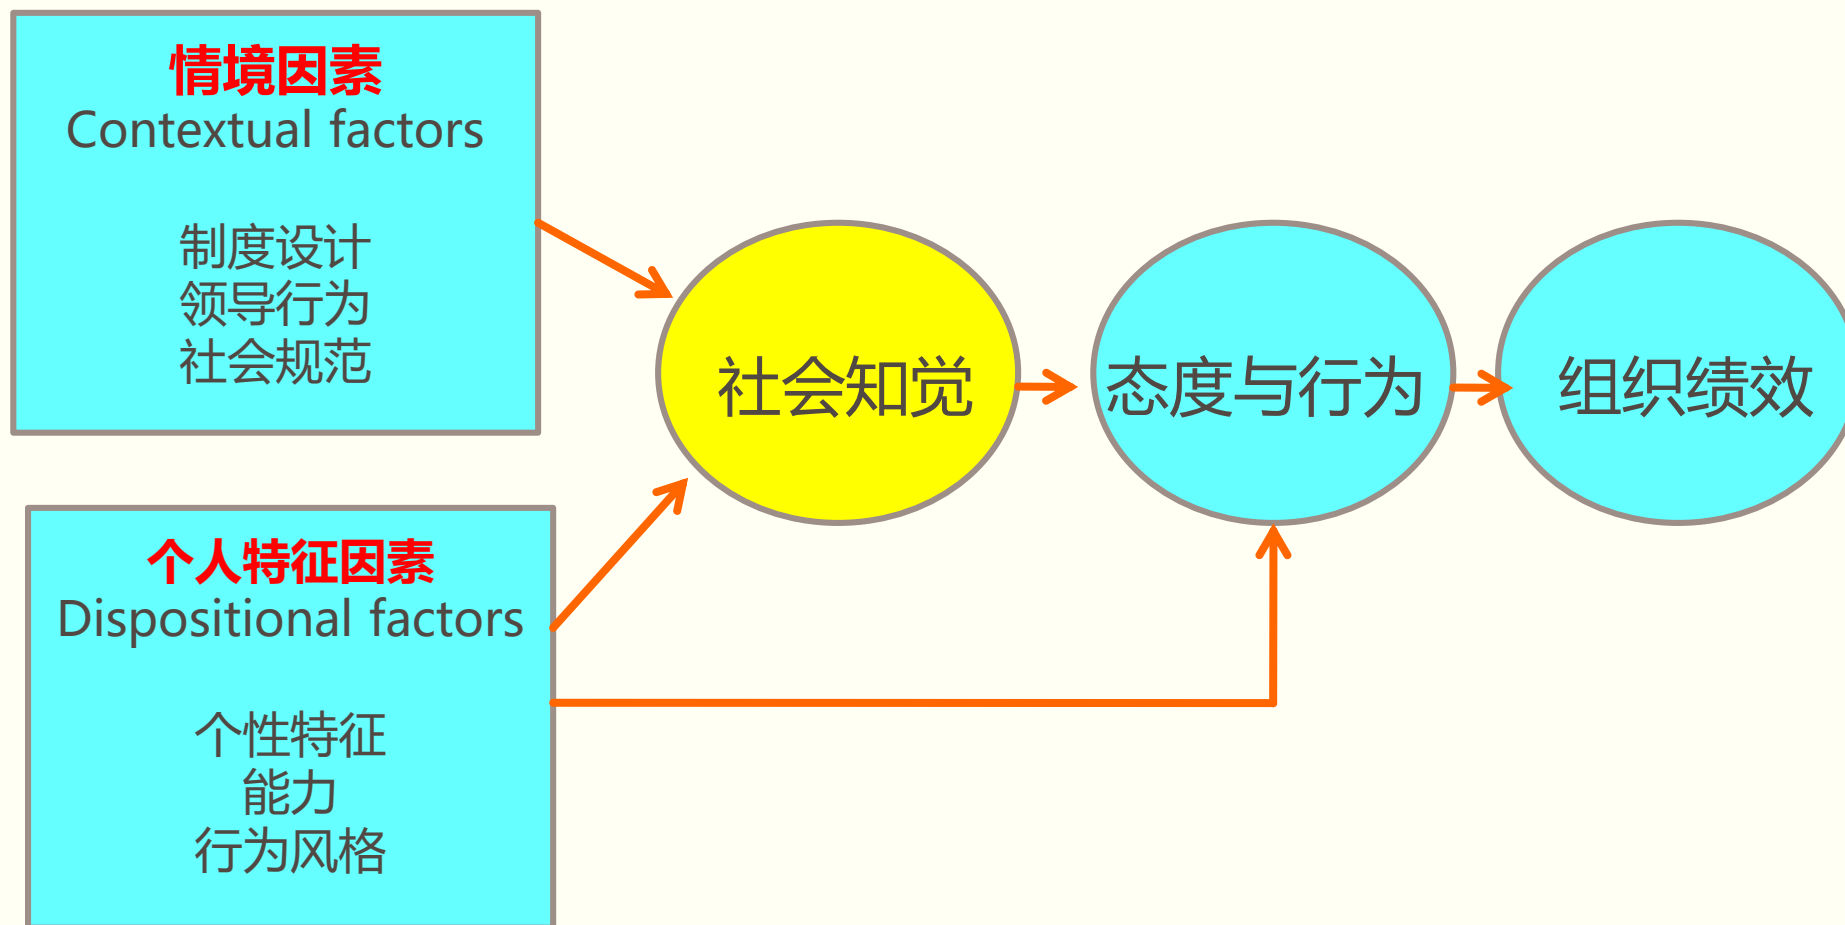 情境因素
Contextual factors
制度设计
领导行为
社会规范
社会知觉
态度与行为
组织绩效
个人特征因素
Dispositional factors
个性特征
能力
行为风格